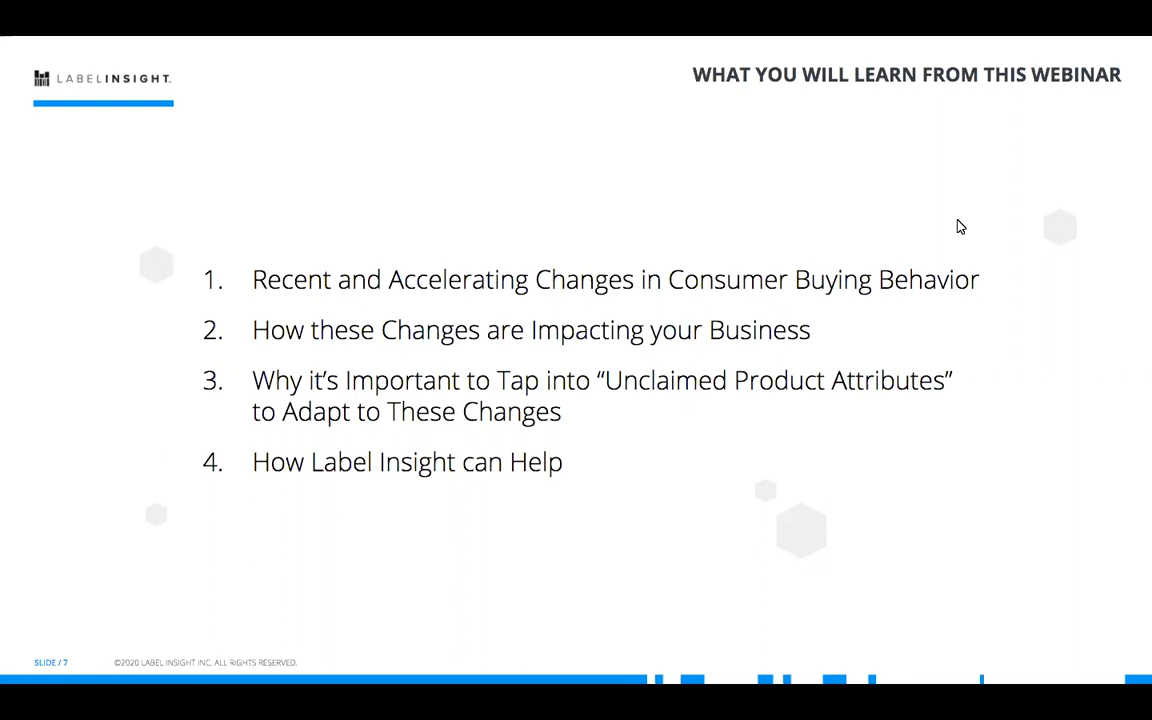 LABELINSIGHT.
WHAT YOU WILL LEARN FROM THIS WEBINAR
1. Recent and Accelerating Changes in Consumer Buying Behavior
2. How these Changes are Impacting your Business
3. Why it’s Important to Tap into “Unclaimed Product Attributes”
to Adapt to These Changes
4. How Label Insight can Help
SLIDE / 7 ©2020 LABEL INSIGHT INC. ALL RIGHTS RESERVED.